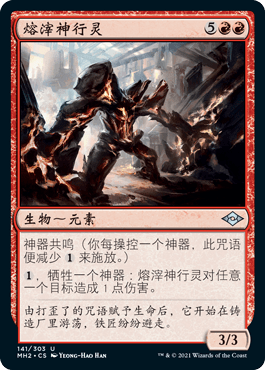 熔滓神行灵 5
生物～元素
神器共鸣（你每操控一个神器，此咒语
便减少 1 来施放。）
1，牺牲一个神器：熔滓神行灵对任意
一个目标造成 1 点伤害。
由打歪了的咒语赋予生命后，它开始在铸
造厂里游荡，铁匠纷纷避走。
3/3
141/303 U
MH2 • CS Yeong-Hao Han
™ & © 2021 Wizards of the Coast